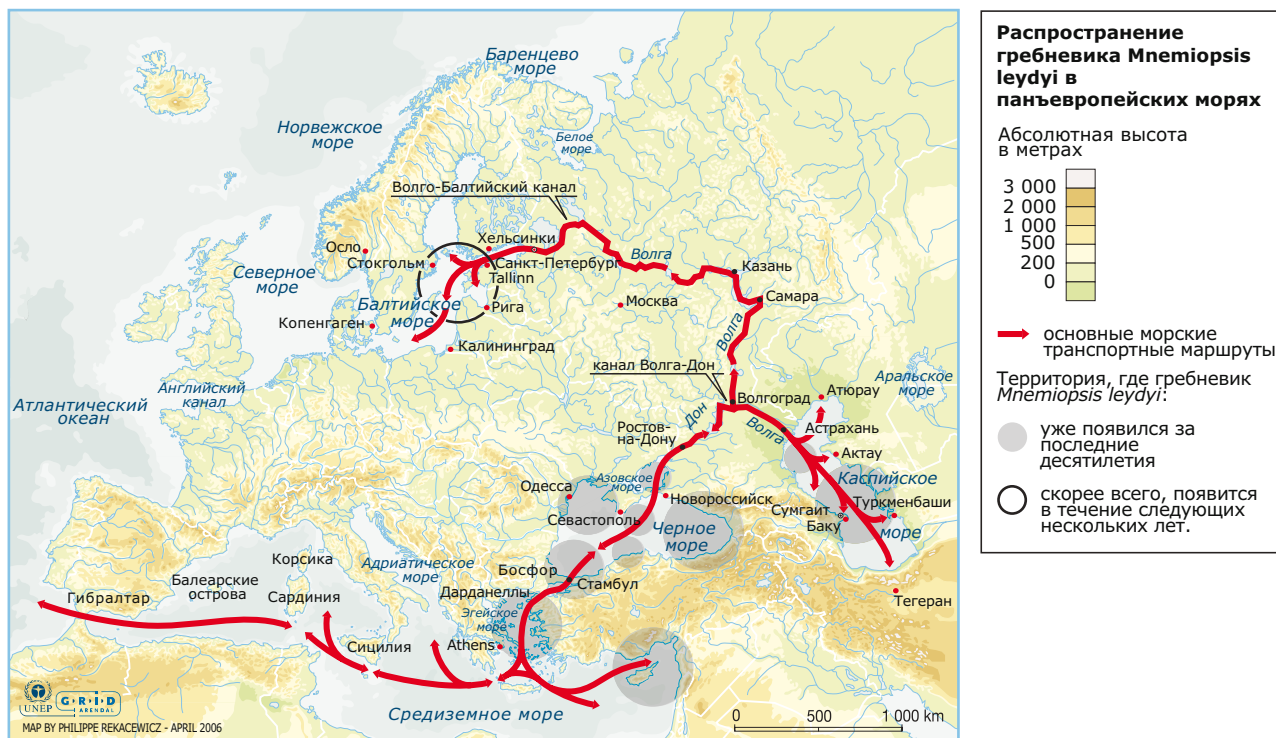 Баренцево
море
Норвежское
море
Белое
море
Волго-Балтийский канал
Хельсинки
Осло
Стокгольм
Санкт-Петербург
Tallinn
Северное
море
Балтийское
море
Рига
Копенгаген
Калининград
Москва
Волга
Казань
Самара
Волга
канал Волга-Дон
Волгоград
Английский
канал
Атлантический
океан
Аральское
море
Атюрау
Дон
Волга
Ростов-
на-Дону
Астрахань
Актау
Каспийское
море
Азовское
море
Одесса
Новороссийск
Севастополь
Черное
море
Сумгаит
Баку
Туркменбаши
Тегеран
Корсика
Адриатическое
море
Балеарские
острова
Сардиния
Гибралтар
Босфор
Стамбул
Дарданеллы
Эгейское
море
Athens
Сицилия
Средиземное море
UNEP
GRID
ARENDAL
MAP BY PHILIPPE REKACEWICZ - APRIL 2006
0 500 1 000 km
Распространение
гребневика Mnemiopsis
leydyi в
панъевропейских морях
Абсолютная высота
в метрах
3 000
2 000
1 000
500
200
0
основные морские
транспортные маршруты
Территория, где гребневик
Mnemiopsis leydyi:
уже появился за
последние
десятилетия
скорее всего, появится
в течение следующих
нескольких лет.